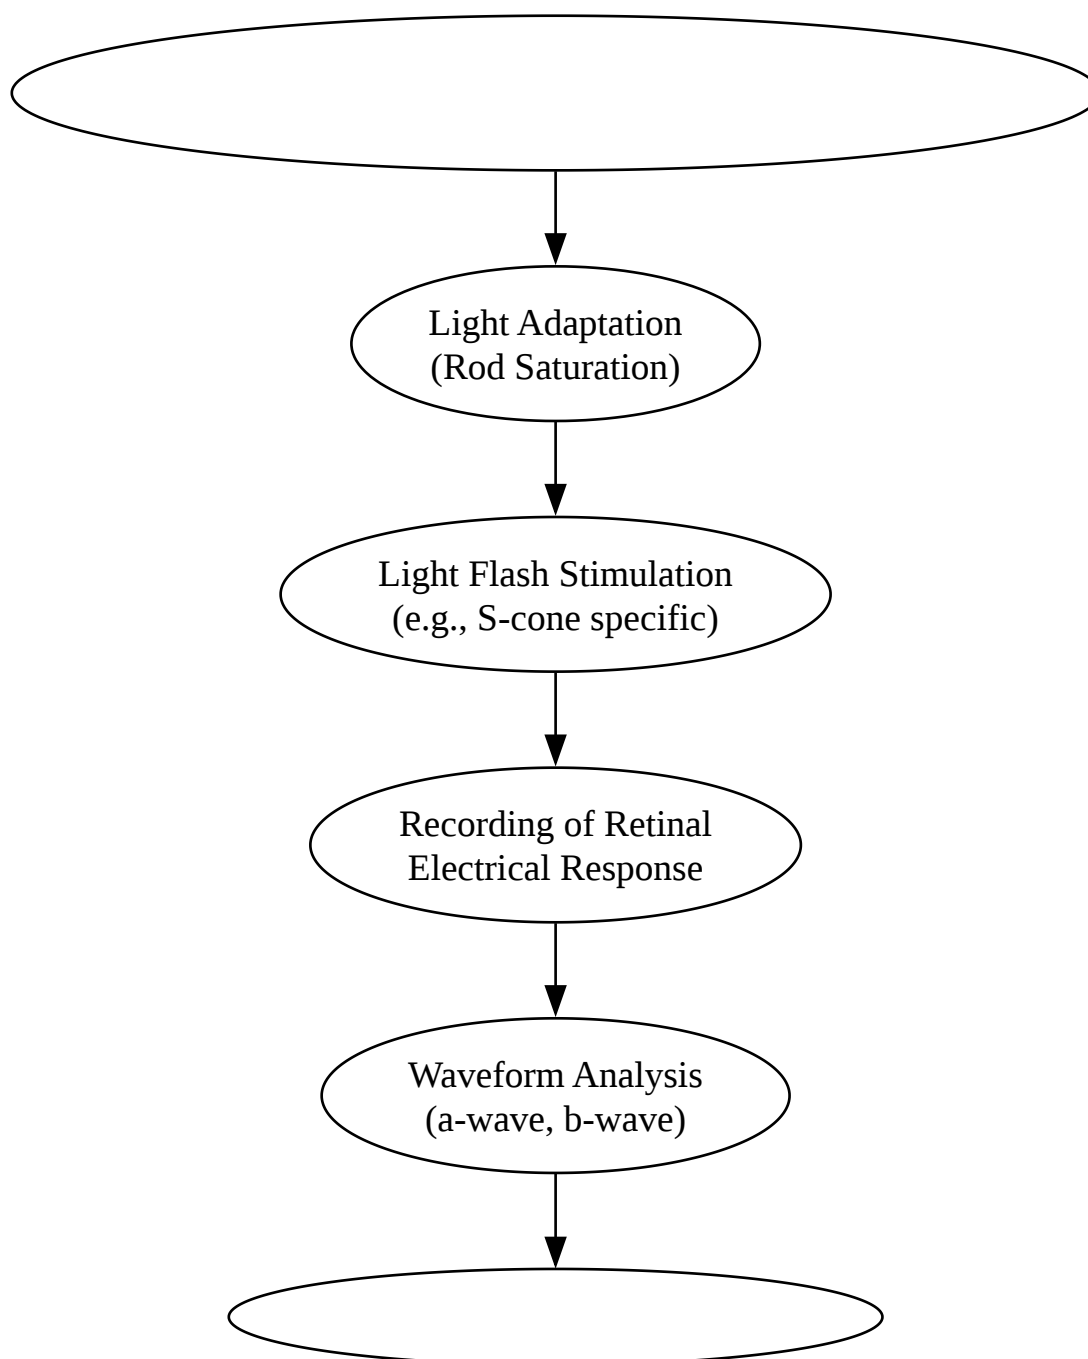 Light Adaptation
(Rod Saturation)
Light Flash Stimulation
(e.g., S-cone specific)
Recording of Retinal
Electrical Response
Waveform Analysis
(a-wave, b-wave)